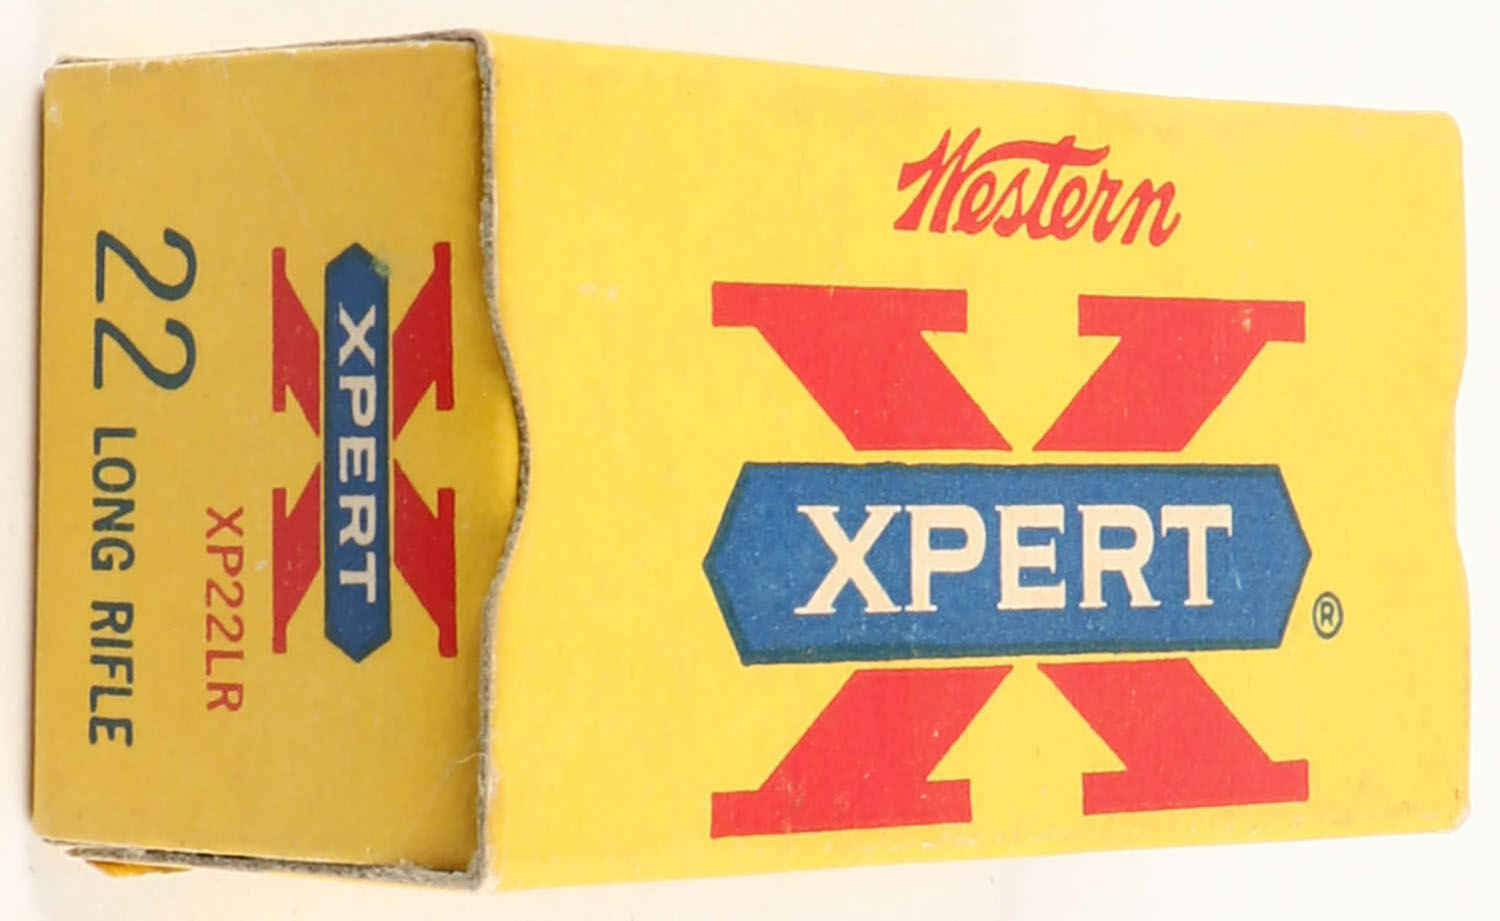 Western
X
XPERT
®
X
XPERT
XP22LR
22 LONG RIFLE